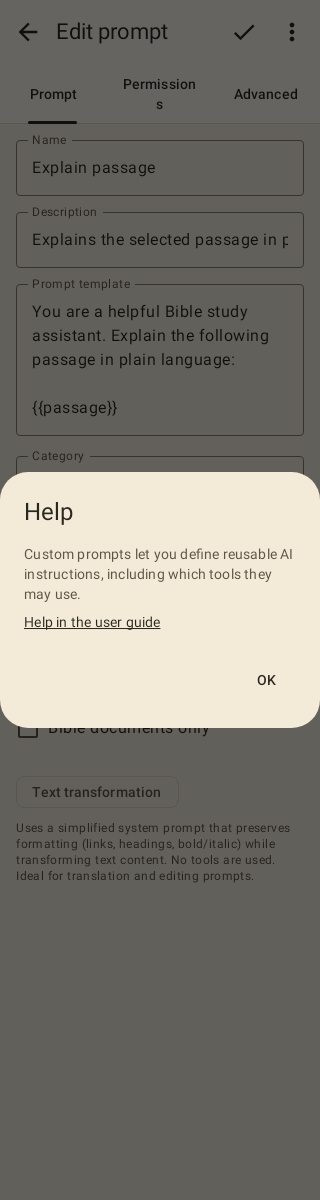 Edit prompt
Prompt
Permission
s
Advanced
Name
Explain passage
Description
Explains the selected passage in p
Prompt template
You are a helpful Bible study
assistant. Explain the following
passage in plain language:
{{passage}}
Category
Help
Custom prompts let you define reusable AI
instructions, including which tools they
may use.
Help in the user guide
OK
Bible documents only
Text transformation
Uses a simplified system prompt that preserves
formatting (links, headings, bold/italic) while
transforming text content. No tools are used.
Ideal for translation and editing prompts.